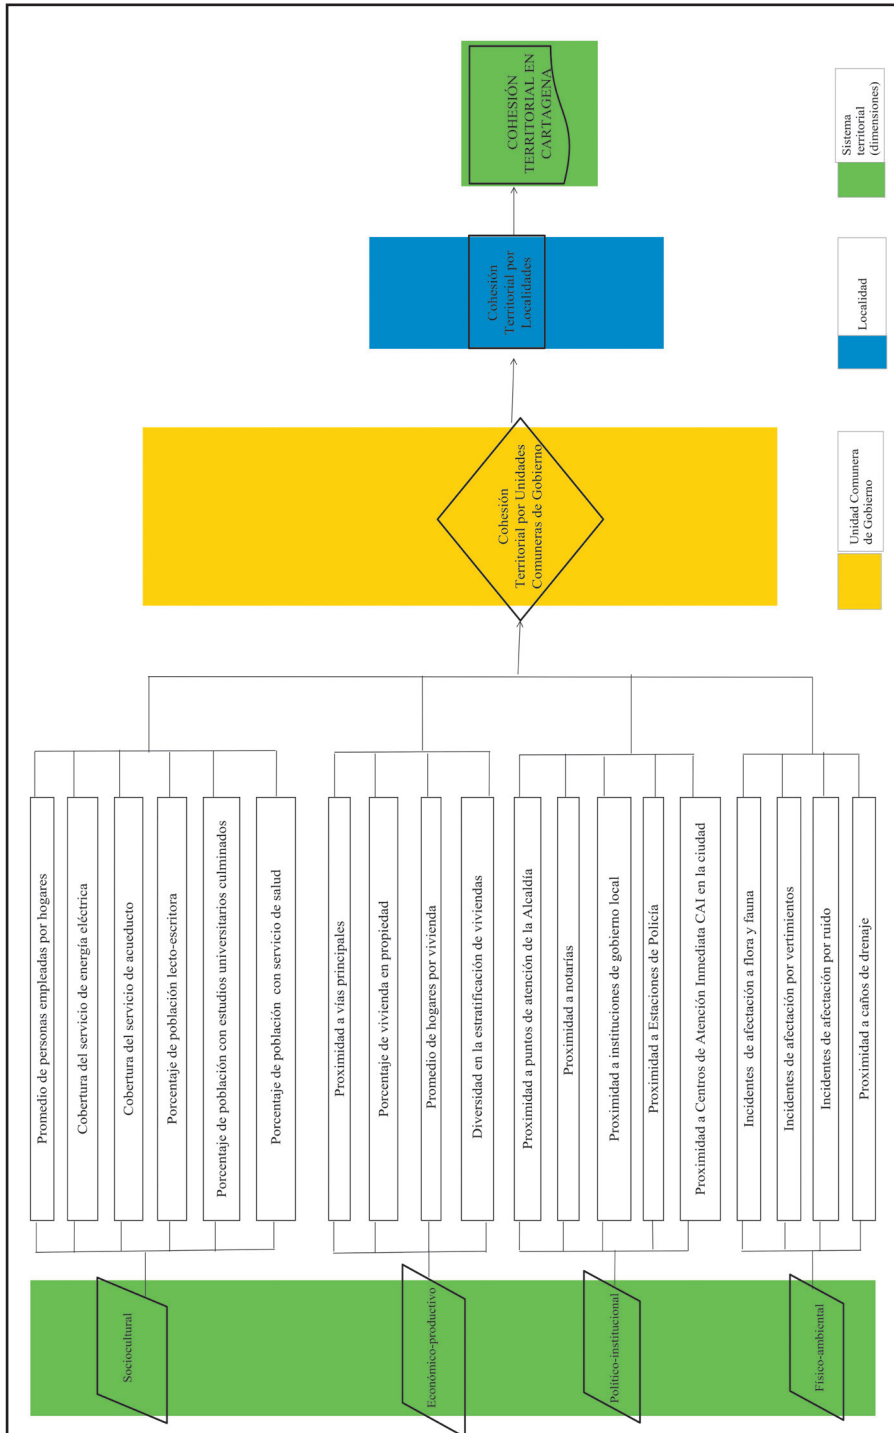 Sociocultural
Económico-productivo
Político-institucional
Físico-ambiental
Promedio de personas empleadas por hogares
Cobertura del servicio de energía eléctrica
Cobertura del servicio de acueducto
Porcentaje de población lecto-escritora
Porcentaje de población con estudios universitarios culminados
Porcentaje de población con servicio de salud
Proximidad a vías principales
Porcentaje de vivienda en propiedad
Promedio de hogares por vivienda
Diversidad en la estratificación de viviendas
Proximidad a puntos de atención de la Alcaldía
Proximidad a notarías
Proximidad a instituciones de gobierno local
Proximidad a Estaciones de Policía
Proximidad a Centros de Atención Inmediata CAI en la ciudad
Incidentes de afectación a flora y fauna
Incidentes de afectación por vertimientos
Incidentes de afectación por ruido
Proximidad a caños de drenaje
Cohesión
Territorial por Unidades
Comuneras de Gobierno
Cohesión
Territorial por
Localidades
COHESIÓN
TERRITORIAL EN
CARTAGENA
Unidad Comunera
de Gobierno
Localidad
Sistema
territorial
(dimensiones)